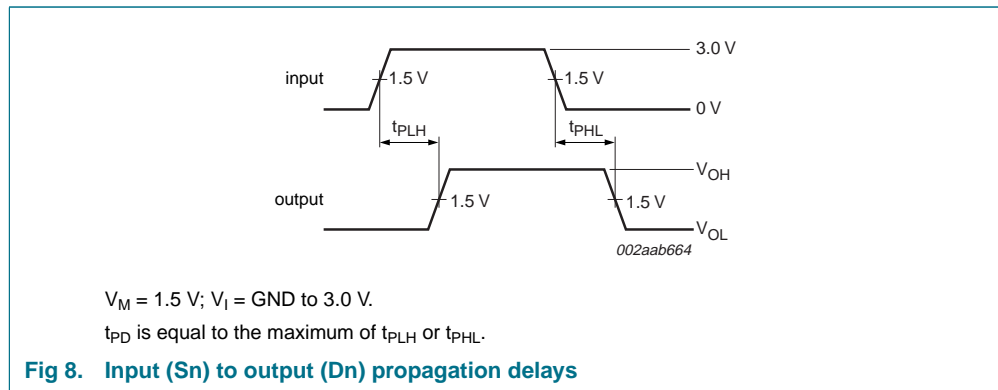 3.0 V
input
1.5 V
1.5 V
0 V
tPLH
tPHL
VOH
output
1.5 V
1.5 V
VOL
002aab664
VM = 1.5 V; VI = GND to 3.0 V.
tPD is equal to the maximum of tPLH or tPHL.
Fig 8. Input (Sn) to output (Dn) propagation delays